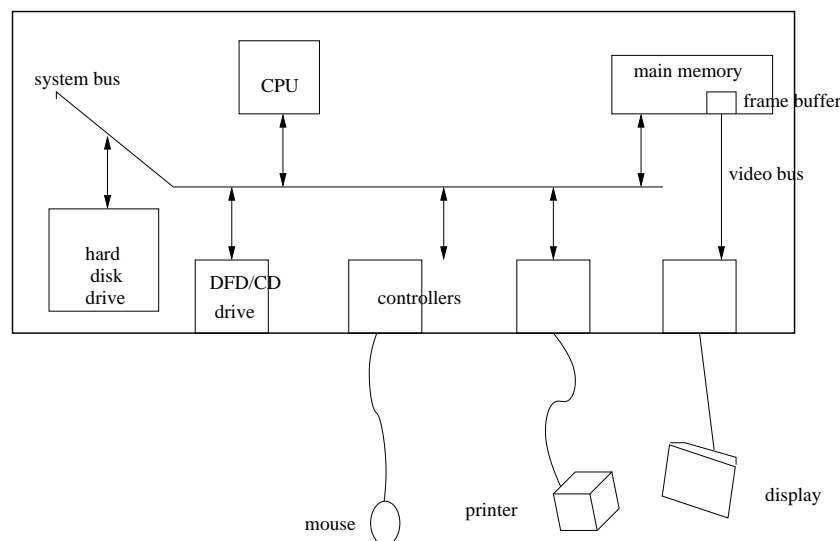 system bus
CPU
main memory
frame buffer
video bus
hard
disk
drive
DFD/CD
drive
controllers
mouse
printer
display